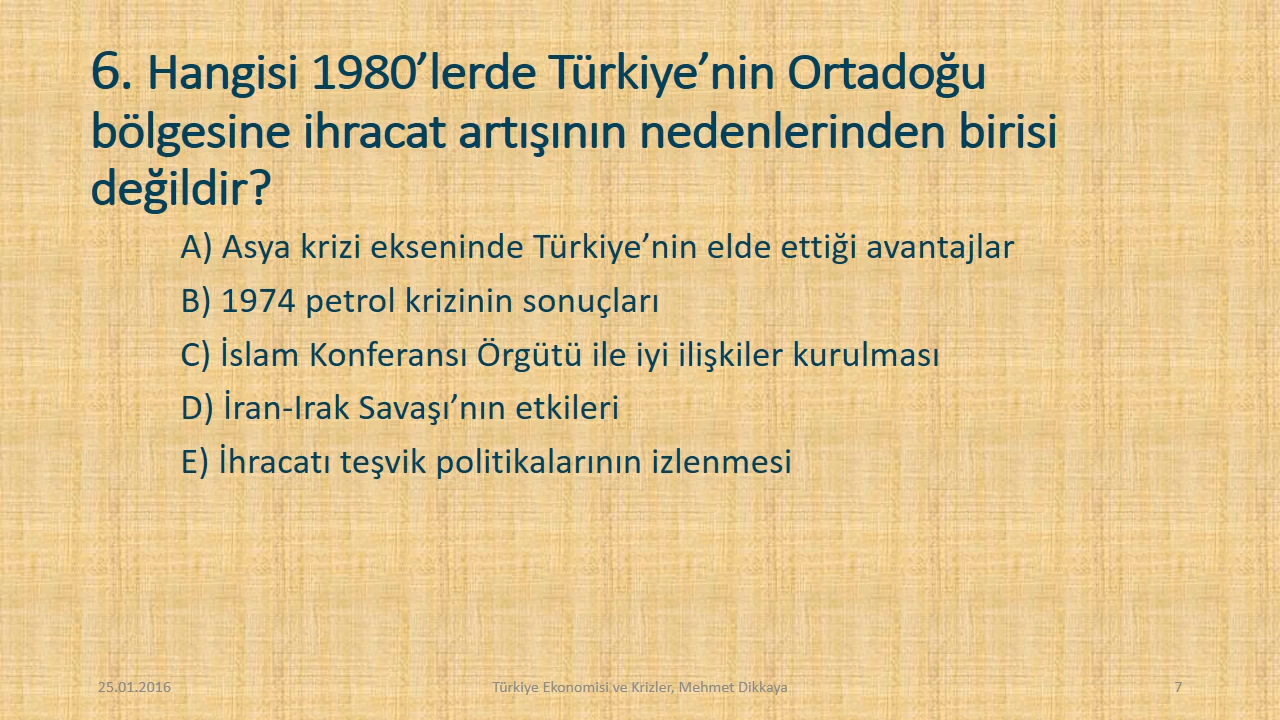 6. Hangisi 1980’lerde Türkiye’nin Ortadoğu
bölgesine ihracat artışının nedenlerinden birisi
değildir?
A) Asya krizi ekseninde Türkiye’nin elde ettiği avantajlar
B) 1974 petrol krizinin sonuçları
C) İslam Konferansı Örgütü ile iyi ilişkiler kurulması
D) İran-Irak Savaşı’nın etkileri
E) İhracatı teşvik politikalarının izlenmesi
25.01.2016
Türkiye Ekonomisi ve Krizler, Mehmet Dikkaya
7